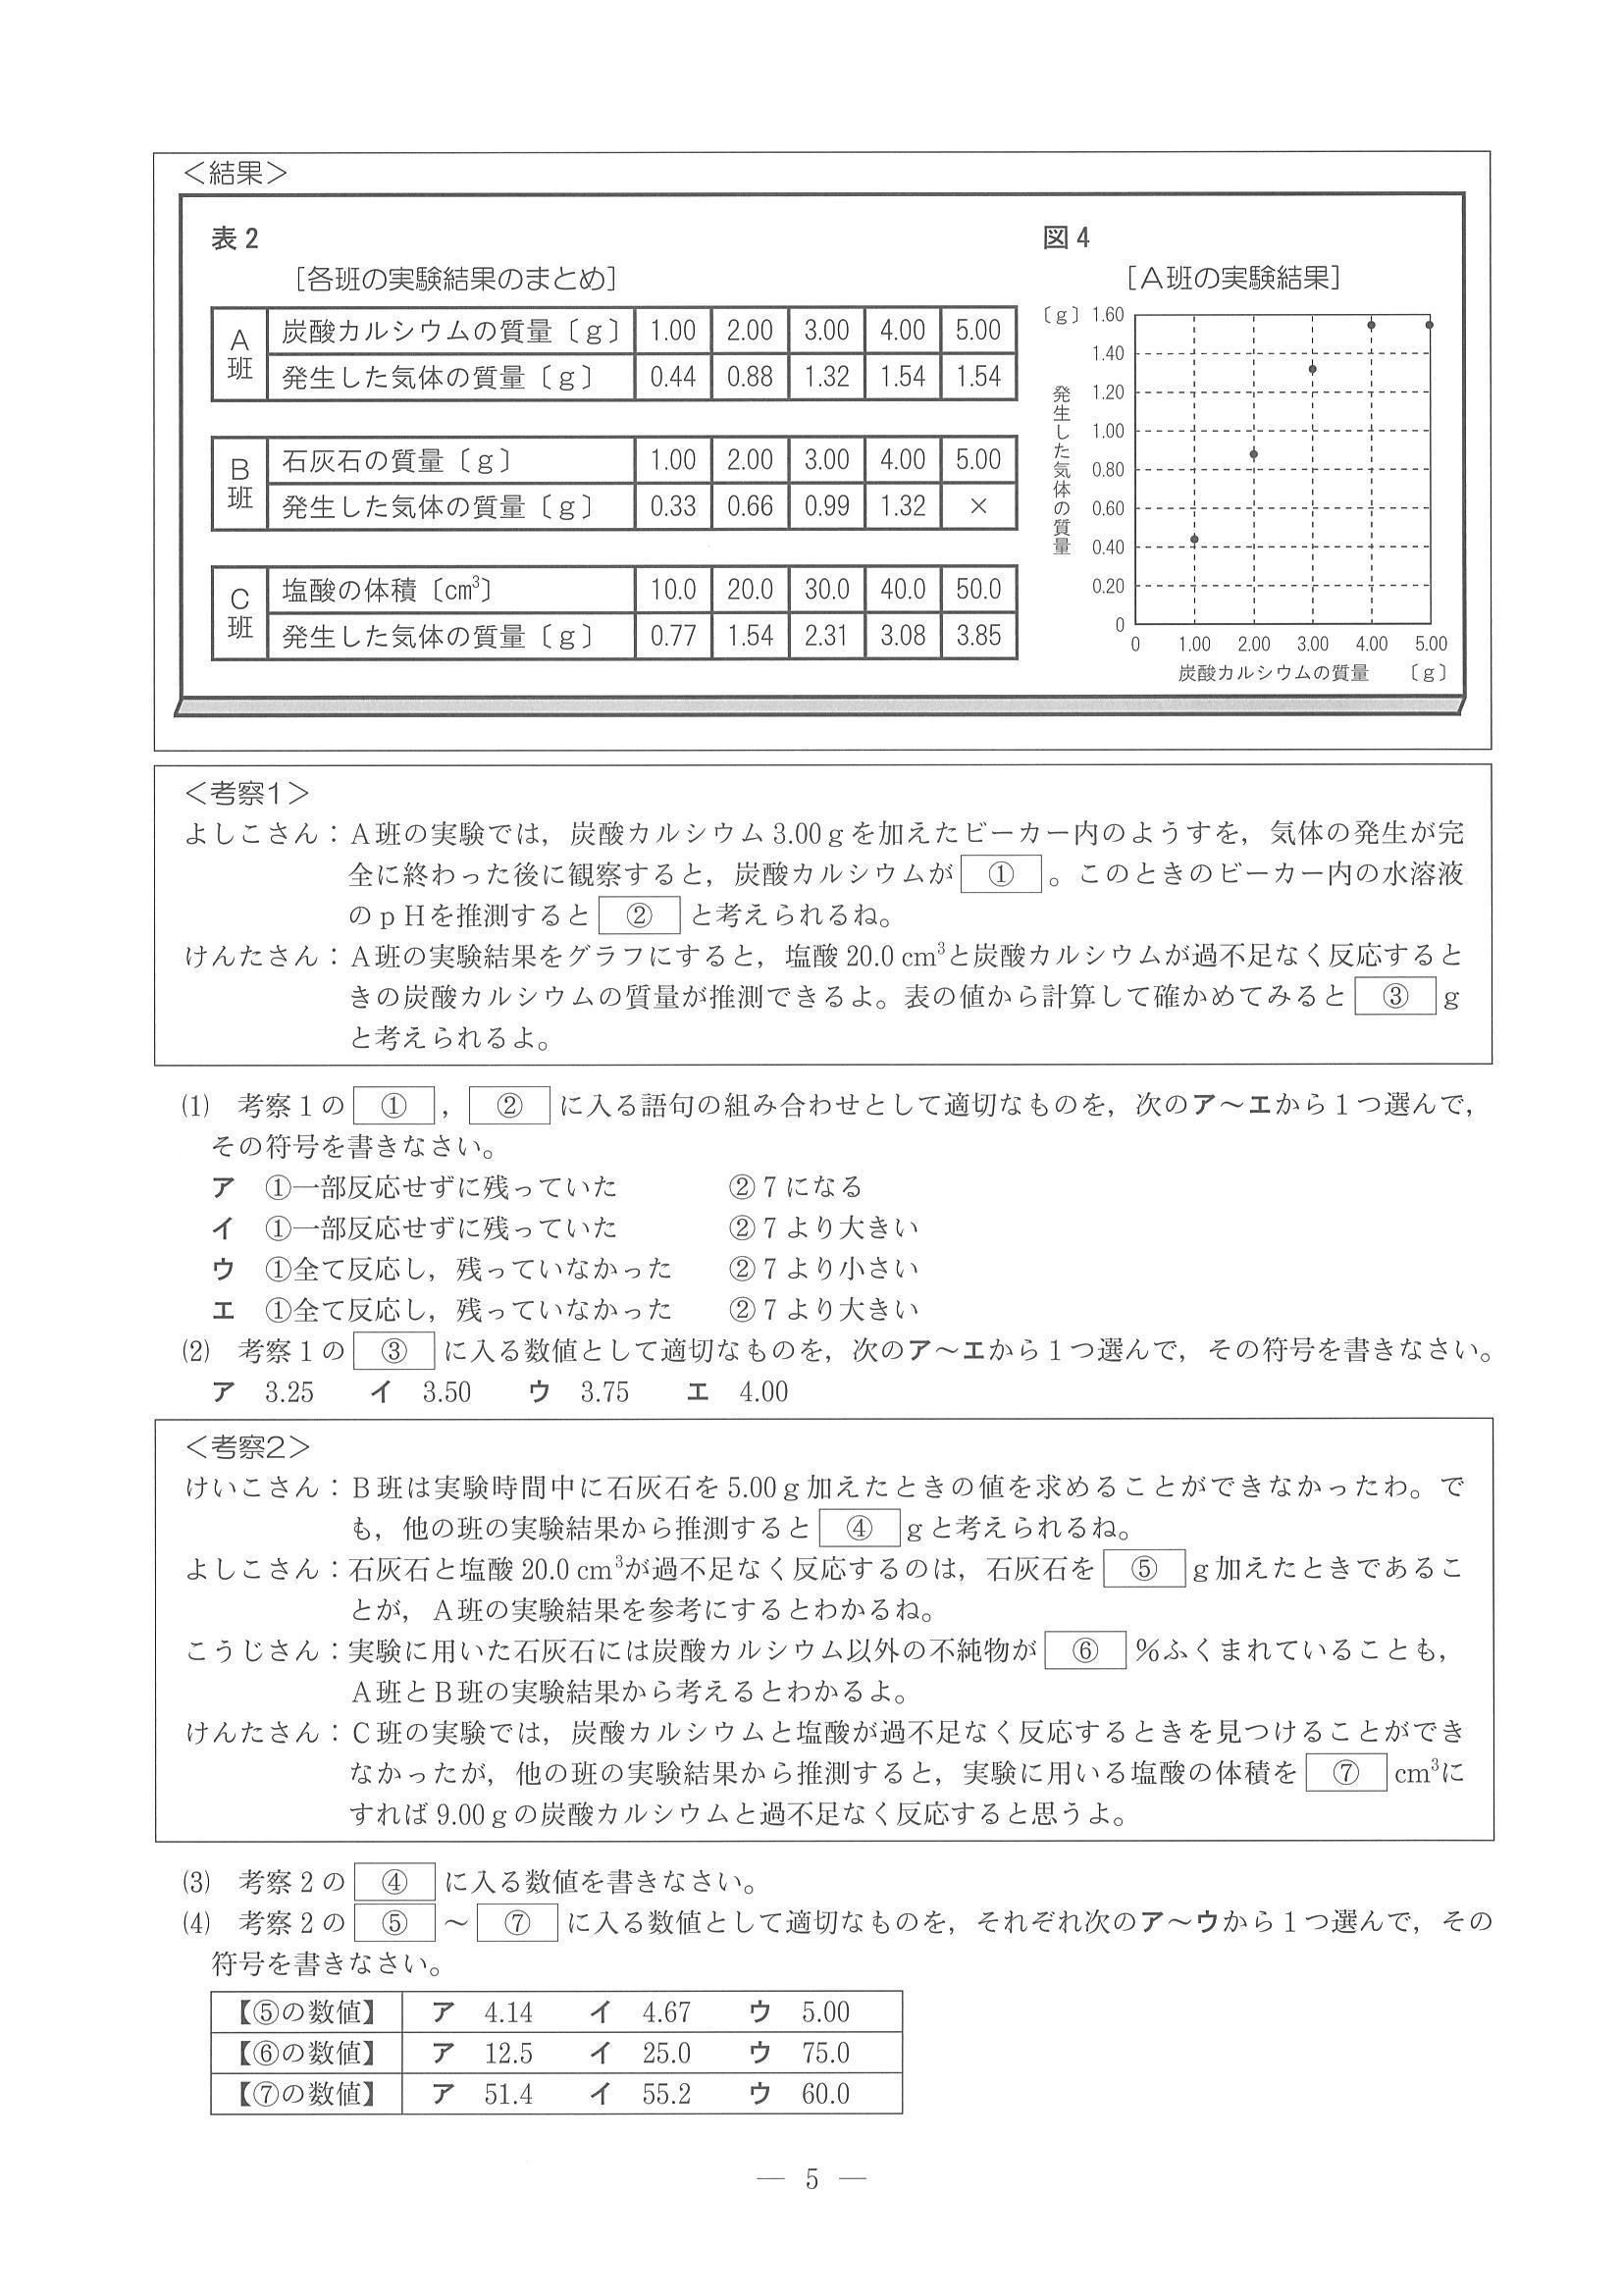 ＜結果＞
表2
［各班の実験結果のまとめ］
A班 炭酸カルシウムの質量〔g〕 1.00 2.00 3.00 4.00 5.00
発生した気体の質量〔g〕 0.44 0.88 1.32 1.54 1.54
B班 石灰石の質量〔g〕 1.00 2.00 3.00 4.00 5.00
発生した気体の質量〔g〕 0.33 0.66 0.99 1.32 ×
C班 塩酸の体積〔cm³〕 10.0 20.0 30.0 40.0 50.0
発生した気体の質量〔g〕 0.77 1.54 2.31 3.08 3.85
図4
［A班の実験結果］
〔g〕 1.60
1.40
1.20
1.00
0.80
0.60
0.40
0.20
0
発生した気体の質量
0 1.00 2.00 3.00 4.00 5.00
炭酸カルシウムの質量 〔g〕
＜考察1＞
よしこさん：A班の実験では，炭酸カルシウム3.00gを加えたビーカー内のようすを，気体の発生が完
全に終わった後に観察すると，炭酸カルシウムが ① 。このときのビーカー内の水溶液
のpHを推測すると ② と考えられるね。
けんたさん：A班の実験結果をグラフにすると，塩酸20.0cm³と炭酸カルシウムが過不足なく反応すると
きの炭酸カルシウムの質量が推測できるよ。表の値から計算して確かめてみると ③ g
と考えられるよ。
(1) 考察1の ① ， ② に入る語句の組み合わせとして適切なものを，次のア～エから1つ選んで，
その符号を書きなさい。
ア ①一部反応せずに残っていた ②7になる
イ ①一部反応せずに残っていた ②7より大きい
ウ ①全て反応し，残っていなかった ②7より小さい
エ ①全て反応し，残っていなかった ②7より大きい
(2) 考察1の ③ に入る数値として適切なものを，次のア～エから1つ選んで，その符号を書きなさい。
ア 3.25 イ 3.50 ウ 3.75 エ 4.00
＜考察2＞
けいこさん：B班は実験時間中に石灰石を5.00g加えたときの値を求めることができなかったわ。で
も，他の班の実験結果から推測すると ④ gと考えられるね。
よしこさん：石灰石と塩酸20.0cm³が過不足なく反応するのは，石灰石を ⑤ g加えたときであるこ
とが，A班の実験結果を参考にするとわかるね。
こうじさん：実験に用いた石灰石には炭酸カルシウム以外の不純物が ⑥ %ふくまれていることも，
A班とB班の実験結果から考えるとわかるよ。
けんたさん：C班の実験では，炭酸カルシウムと塩酸が過不足なく反応するときを見つけることができ
なかったが，他の班の実験結果から推測すると，実験に用いる塩酸の体積を ⑦ cm³に
すれば9.00gの炭酸カルシウムと過不足なく反応すると思うよ。
(3) 考察2の ④ に入る数値を書きなさい。
(4) 考察2の ⑤ ～ ⑦ に入る数値として適切なものを，それぞれ次のア～ウから1つ選んで，その
符号を書きなさい。
【⑤の数値】 ア 4.14 イ 4.67 ウ 5.00
【⑥の数値】 ア 12.5 イ 25.0 ウ 75.0
【⑦の数値】 ア 51.4 イ 55.2 ウ 60.0
― 5 ―